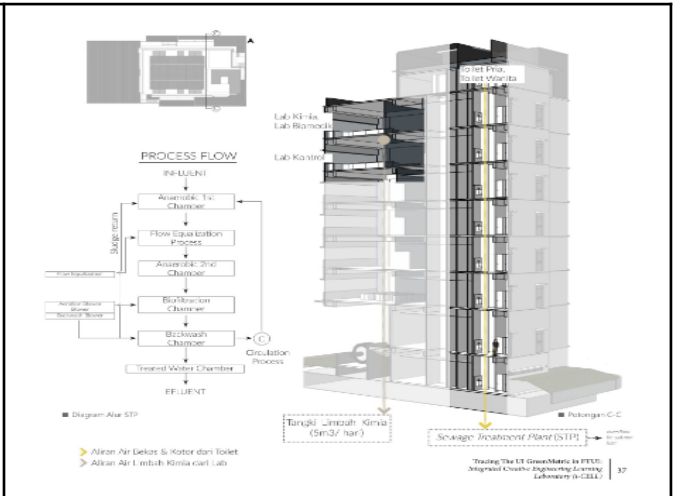 A
Toilet Pria,
Toilet Wanita
Lab Kimia,
Lab Biomedik
Lab Kontrol
PROCESS FLOW
INFLUENT
Anaerobic 1st
Chamber
Sludge return
Flow Equalization
Process
Anaerobic 2nd
Chamber
Biofiltration
Chamber
Backwash
Chamber
C
Circulation
Process
Treated Water Chamber
EFFLUENT
Diagram Alur STP
Potongan C-C
Tangki Limbah Kimia
(5m3/ hari)
Sewage Treatment Plant (STP)
Aliran Air Bekas & Kotor dari Toilet
Aliran Air Limbah Kimia dari Lab
Tracing The UI GreenMetric in FTUI:
Integrated Creative Engineering Learning
Laboratory (i-CELL)
37